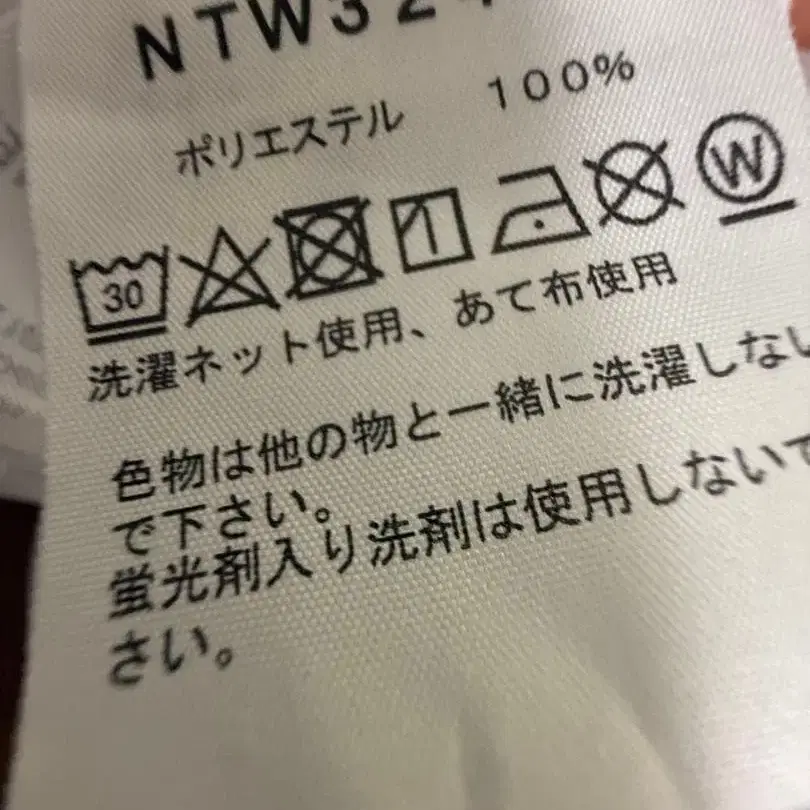 NTW324
ポリエステル 100%
30 W
洗濯ネット使用、あて布使用
色物は他の物と一緒に洗濯しない
で下さい。
蛍光剤入り洗剤は使用しないで
さい。